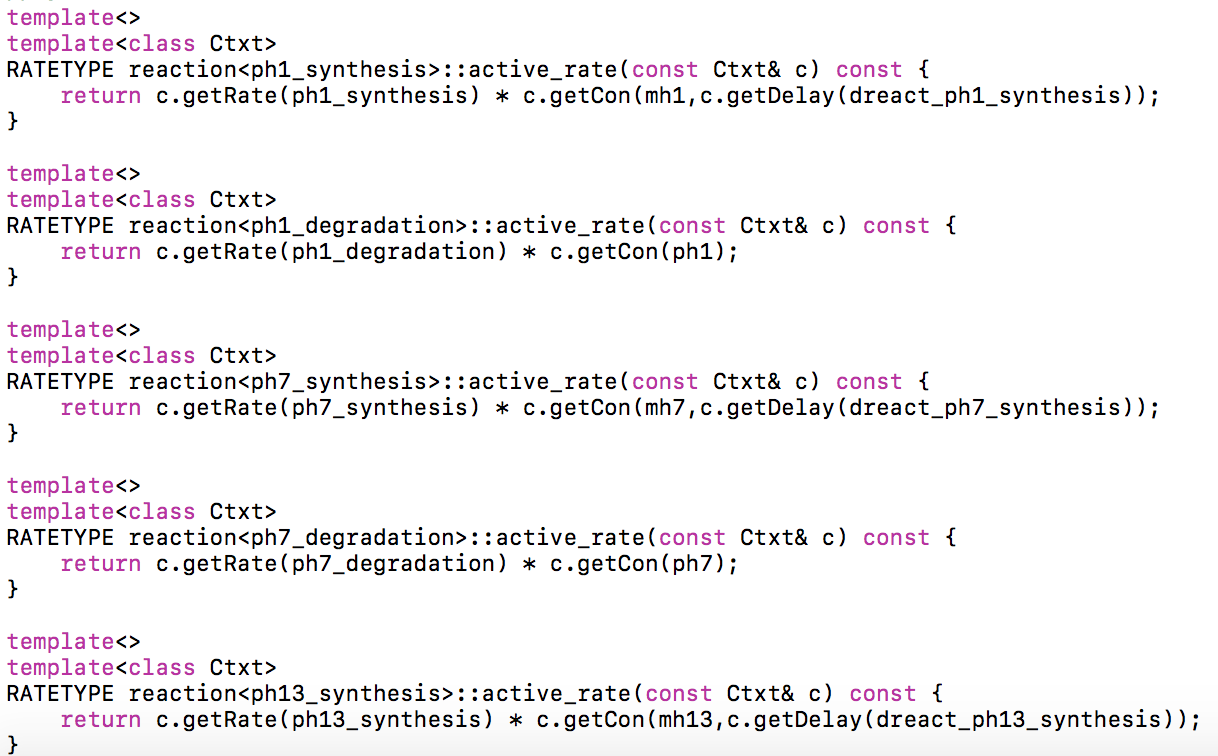 template<>
template<class Ctxt>
RATETYPE reaction<ph1_synthesis>::active_rate(const Ctxt& c) const {
    return c.getRate(ph1_synthesis) * c.getCon(mh1,c.getDelay(dreact_ph1_synthesis));
}

template<>
template<class Ctxt>
RATETYPE reaction<ph1_degradation>::active_rate(const Ctxt& c) const {
    return c.getRate(ph1_degradation) * c.getCon(ph1);
}

template<>
template<class Ctxt>
RATETYPE reaction<ph7_synthesis>::active_rate(const Ctxt& c) const {
    return c.getRate(ph7_synthesis) * c.getCon(mh7,c.getDelay(dreact_ph7_synthesis));
}

template<>
template<class Ctxt>
RATETYPE reaction<ph7_degradation>::active_rate(const Ctxt& c) const {
    return c.getRate(ph7_degradation) * c.getCon(ph7);
}

template<>
template<class Ctxt>
RATETYPE reaction<ph13_synthesis>::active_rate(const Ctxt& c) const {
    return c.getRate(ph13_synthesis) * c.getCon(mh13,c.getDelay(dreact_ph13_synthesis));
}